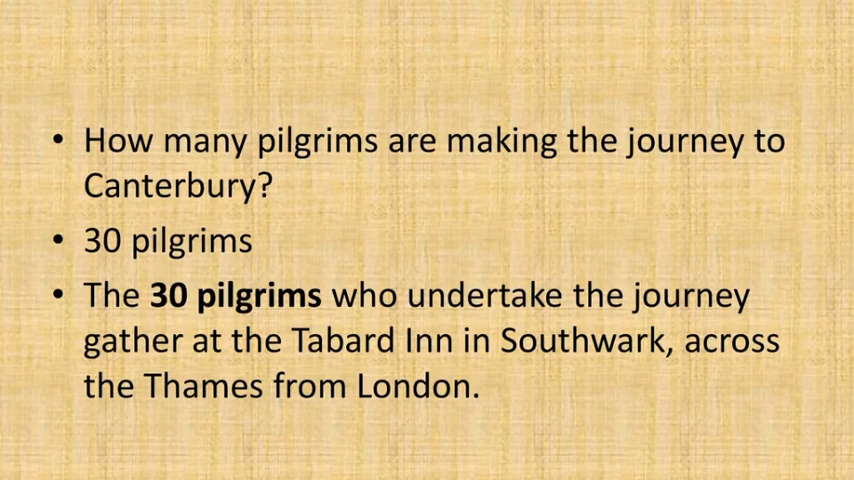 • How many pilgrims are making the journey to
Canterbury?
• 30 pilgrims
• The 30 pilgrims who undertake the journey
gather at the Tabard Inn in Southwark, across
the Thames from London.